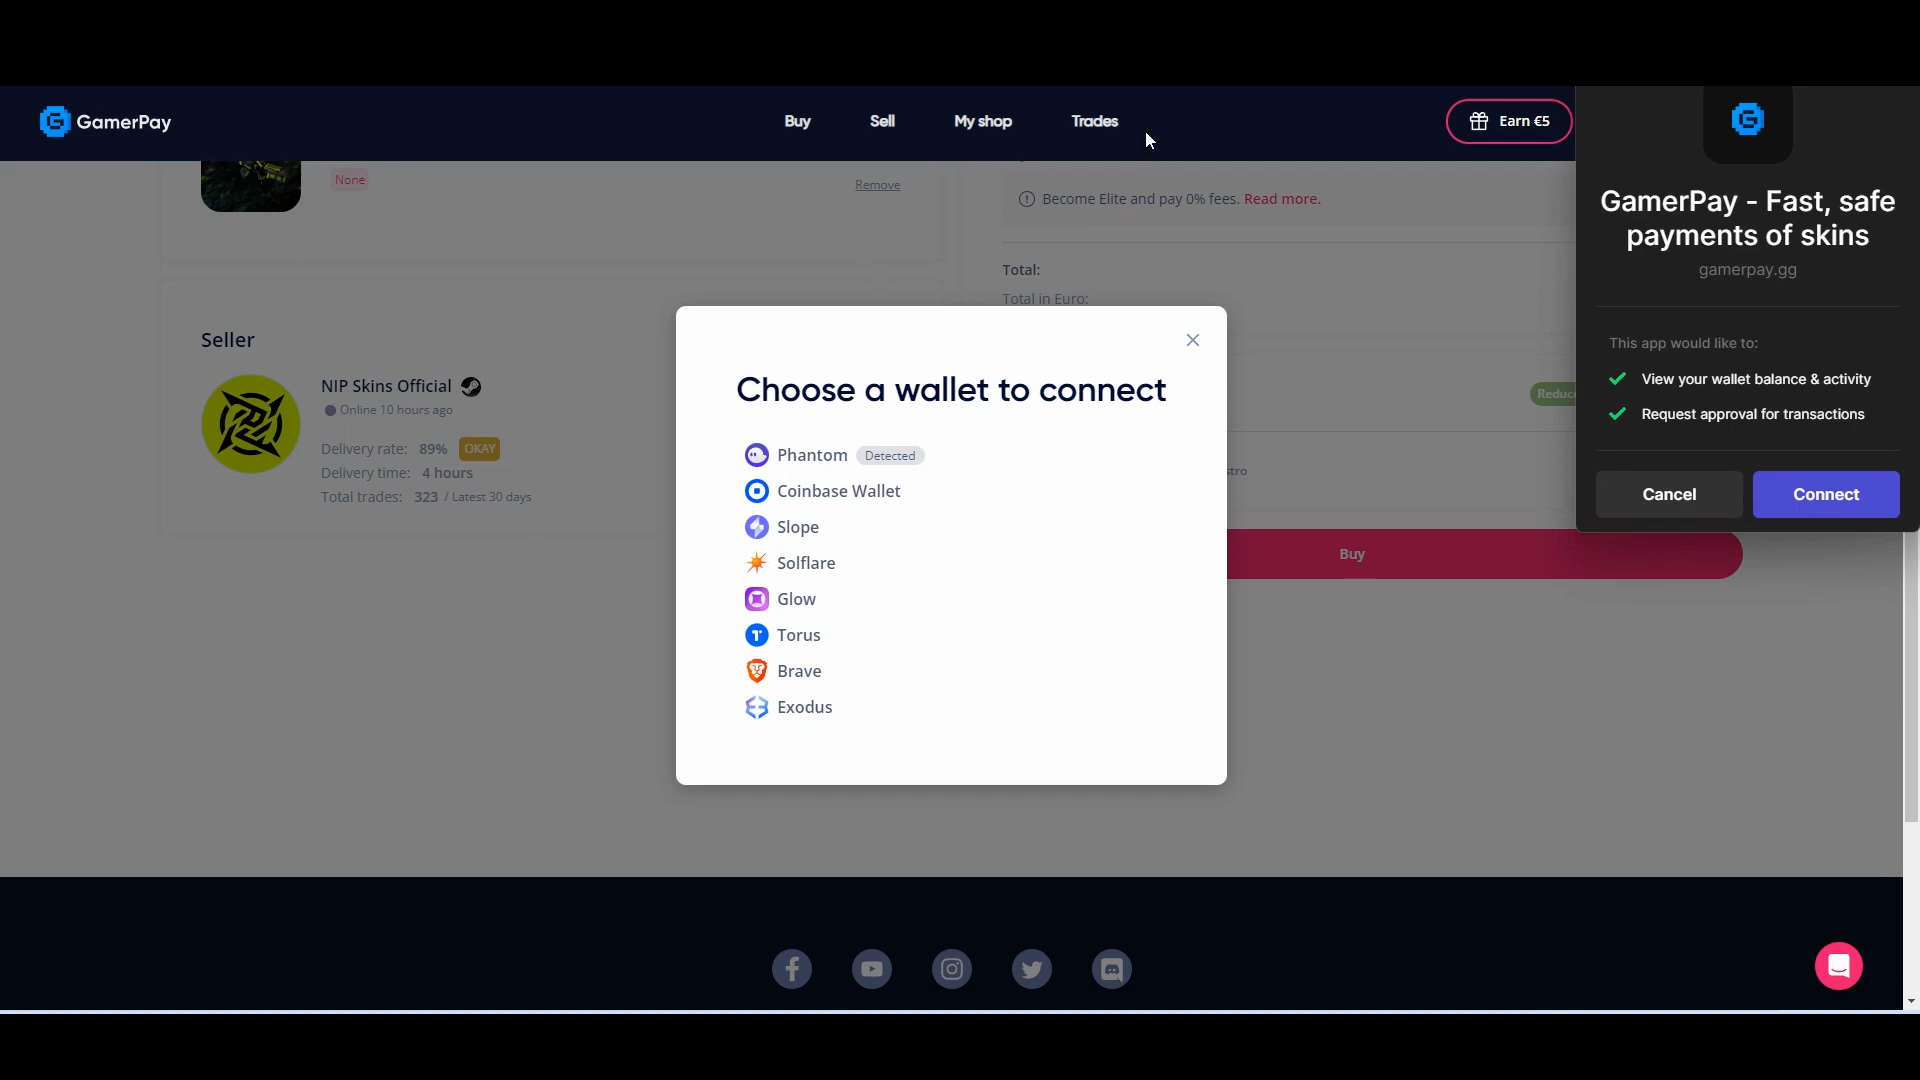 GamerPay
Buy
Sell
My shop
Trades
Earn €5
None
Remove
Become Elite and pay 0% fees. Read more.
Total:
Total in Euro:
Seller
NIP Skins Official
Online 10 hours ago
Delivery rate: 89% OKAY
Delivery time: 4 hours
Total trades: 323 / Latest 30 days
Choose a wallet to connect
Phantom Detected
Coinbase Wallet
Slope
Solflare
Glow
Torus
Brave
Exodus
Buy
GamerPay - Fast, safe
payments of skins
gamerpay.gg
This app would like to:
View your wallet balance & activity
Request approval for transactions
Cancel
Connect